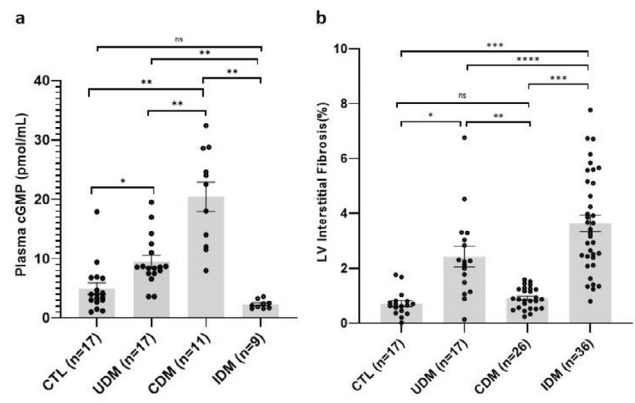 a
ns
**
**
**
**
*
Plasma cGMP (pmol/mL)
40
30
20
10
0
CTL (n=17)
UDM (n=17)
CDM (n=11)
IDM (n=9)
b
***
****
***
ns
*
**
LV Interstitial Fibrosis(%)
10
8
6
4
2
0
CTL (n=17)
UDM (n=17)
CDM (n=26)
IDM (n=36)